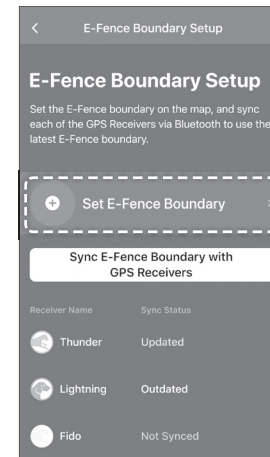 E-Fence Boundary Setup
E-Fence Boundary Setup
Set the E-Fence boundary on the map, and sync
each of the GPS Receivers via Bluetooth to use the
latest E-Fence boundary.
Set E-Fence Boundary
Sync E-Fence Boundary with
GPS Receivers
Receiver Name Sync Status
Thunder Updated
Lightning Outdated
Fido Not Synced